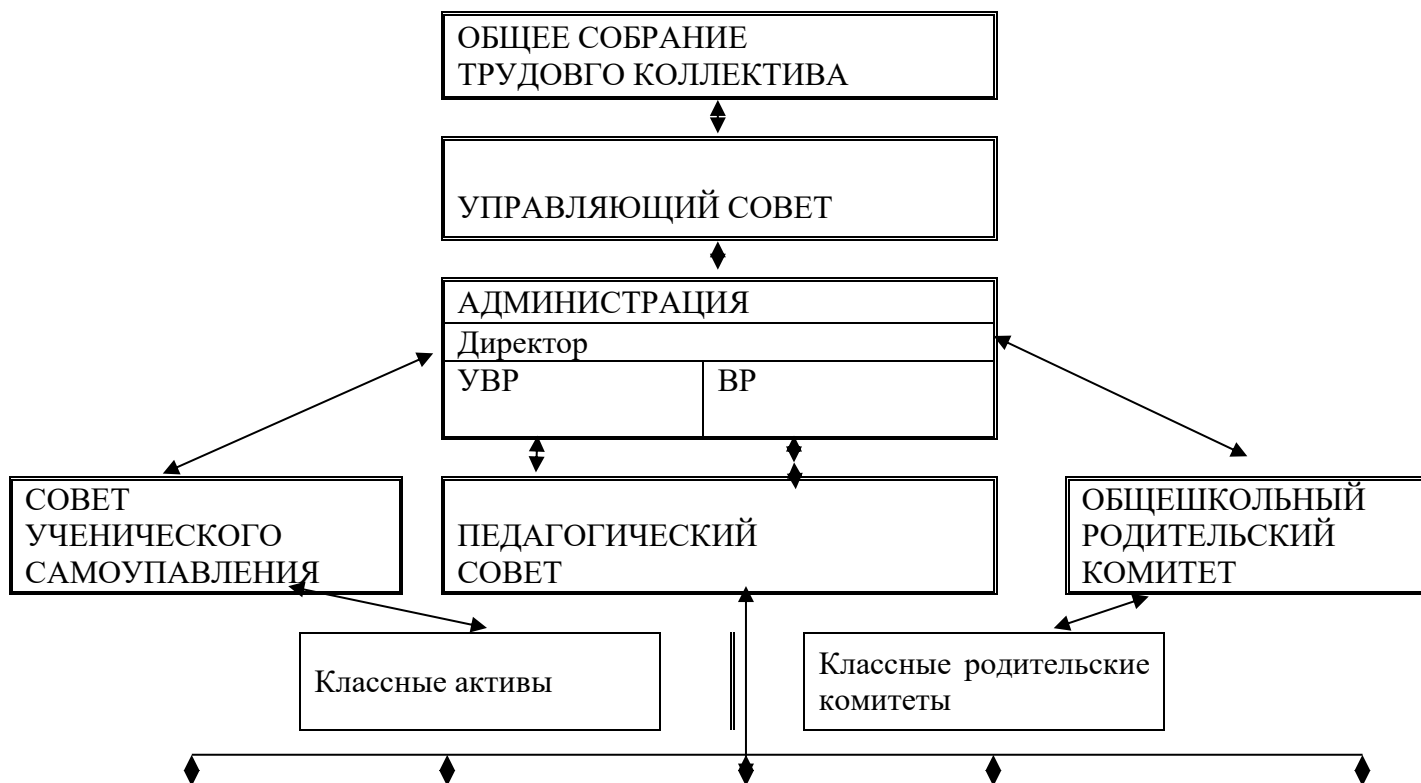 ОБЩЕЕ СОБРАНИЕ
ТРУДОВГО КОЛЛЕКТИВА
УПРАВЛЯЮЩИЙ СОВЕТ
АДМИНИСТРАЦИЯ
Директор
УВР
ВР
СОВЕТ
УЧЕНИЧЕСКОГО
САМОУПАВЛЕНИЯ
ПЕДАГОГИЧЕСКИЙ
СОВЕТ
ОБЩЕШКОЛЬНЫЙ
РОДИТЕЛЬСКИЙ
КОМИТЕТ
Классные активы
Классные родительские
комитеты